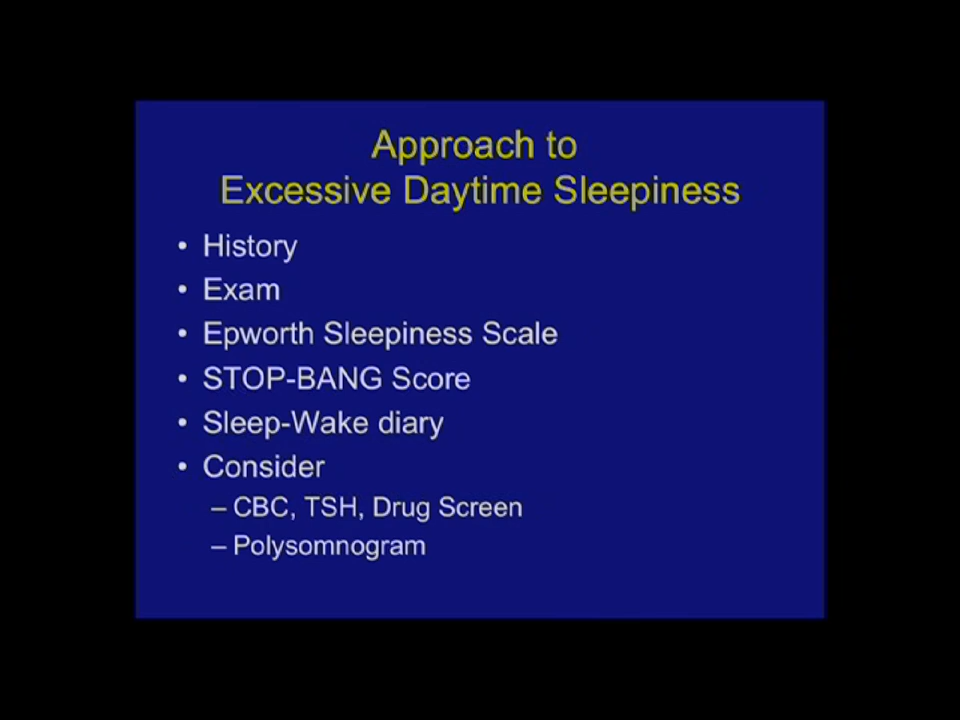 Approach to
Excessive Daytime Sleepiness
• History
• Exam
• Epworth Sleepiness Scale
• STOP-BANG Score
• Sleep-Wake diary
• Consider
– CBC, TSH, Drug Screen
– Polysomnogram